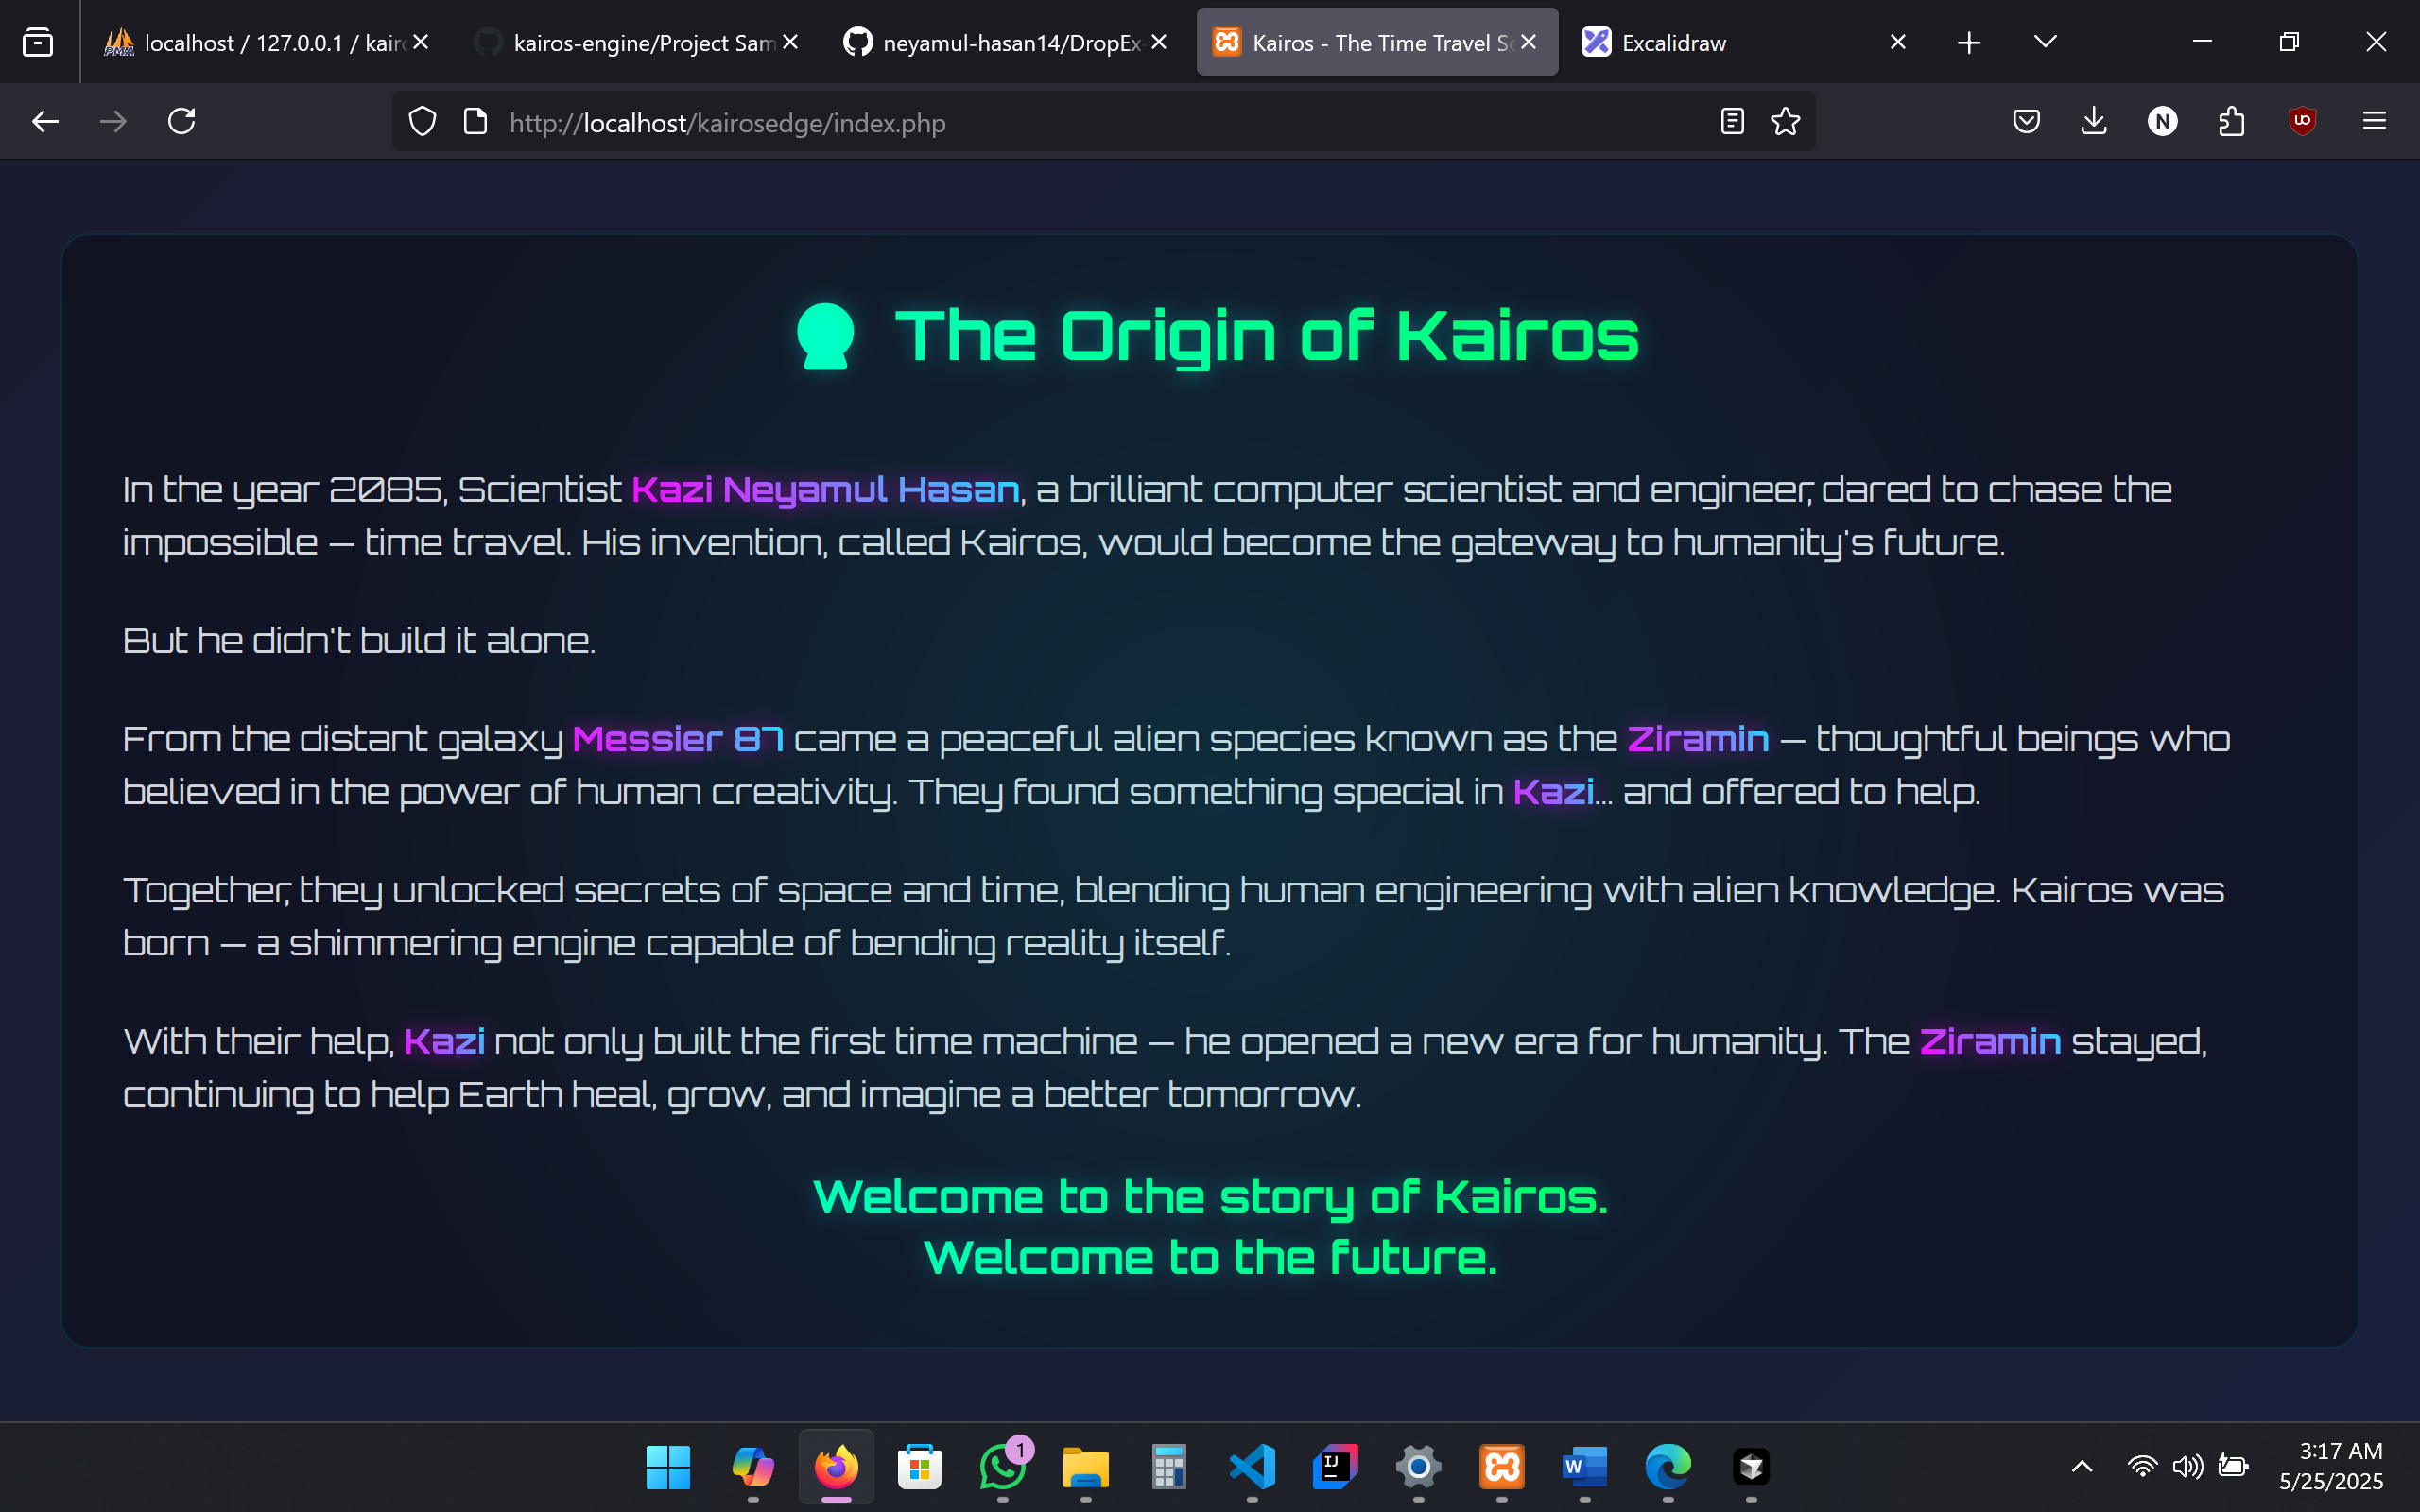 localhost / 127.0.0.1 / kairo
kairos-engine/Project Sam
neyamul-hasan14/DropEx
Kairos - The Time Travel Sc
Excalidraw
http://localhost/kairosedge/index.php
N
The Origin of Kairos
In the year 2085, Scientist Kazi Neyamul Hasan, a brilliant computer scientist and engineer, dared to chase the
impossible — time travel. His invention, called Kairos, would become the gateway to humanity's future.
But he didn't build it alone.
From the distant galaxy Messier 87 came a peaceful alien species known as the Ziramin — thoughtful beings who
believed in the power of human creativity. They found something special in Kazi... and offered to help.
Together, they unlocked secrets of space and time, blending human engineering with alien knowledge. Kairos was
born — a shimmering engine capable of bending reality itself.
With their help, Kazi not only built the first time machine — he opened a new era for humanity. The Ziramin stayed,
continuing to help Earth heal, grow, and imagine a better tomorrow.
Welcome to the story of Kairos.
Welcome to the future.
1
3:17 AM
5/25/2025